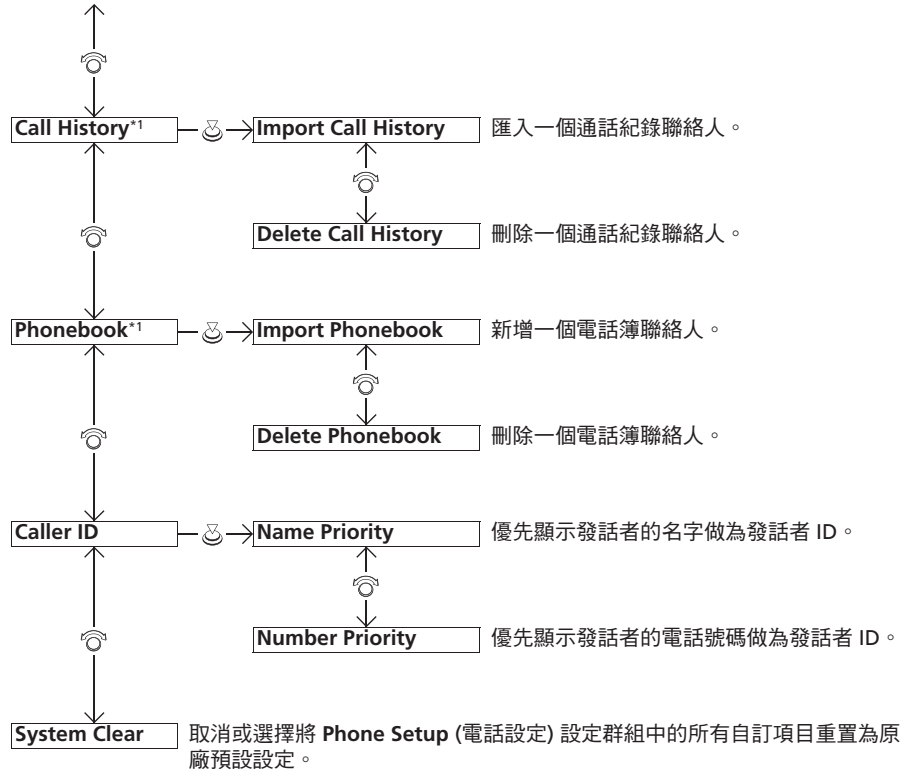 Call History*1 Import Call History 匯入一個通話紀錄聯絡人。
Delete Call History 刪除一個通話紀錄聯絡人。
Phonebook*1 Import Phonebook 新增一個電話簿聯絡人。
Delete Phonebook 刪除一個電話簿聯絡人。
Caller ID Name Priority 優先顯示發話者的名字做為發話者 ID。
Number Priority 優先顯示發話者的電話號碼做為發話者 ID。
System Clear 取消或選擇將 Phone Setup (電話設定) 設定群組中的所有自訂項目重置為原
廠預設設定。